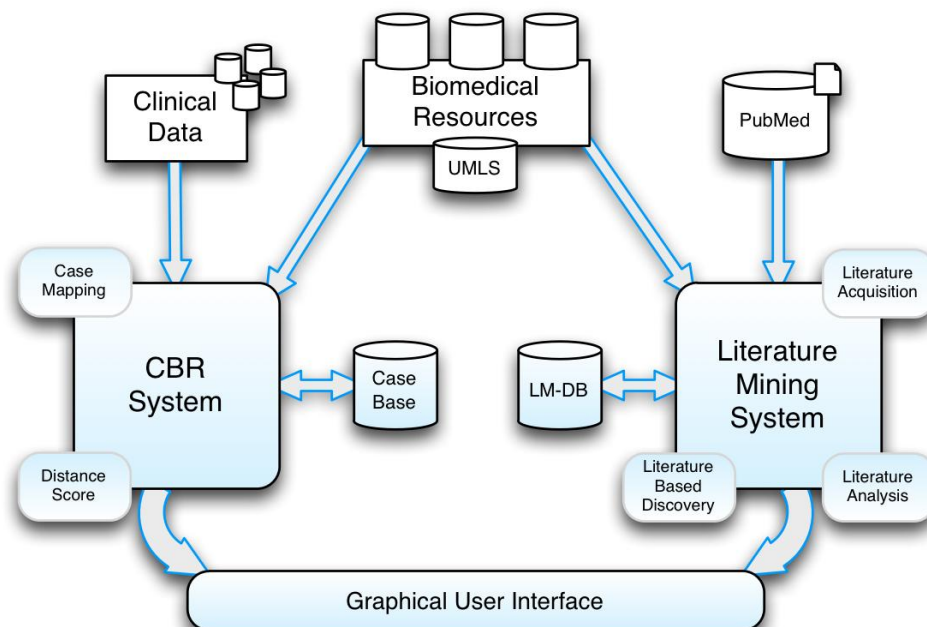 Clinical
Data
Biomedical
Resources
UMLS
PubMed
Case
Mapping
CBR
System
Distance
Score
Case
Base
LM-DB
Literature
Acquisition
Literature
Mining
System
Literature
Based
Discovery
Literature
Analysis
Graphical User Interface